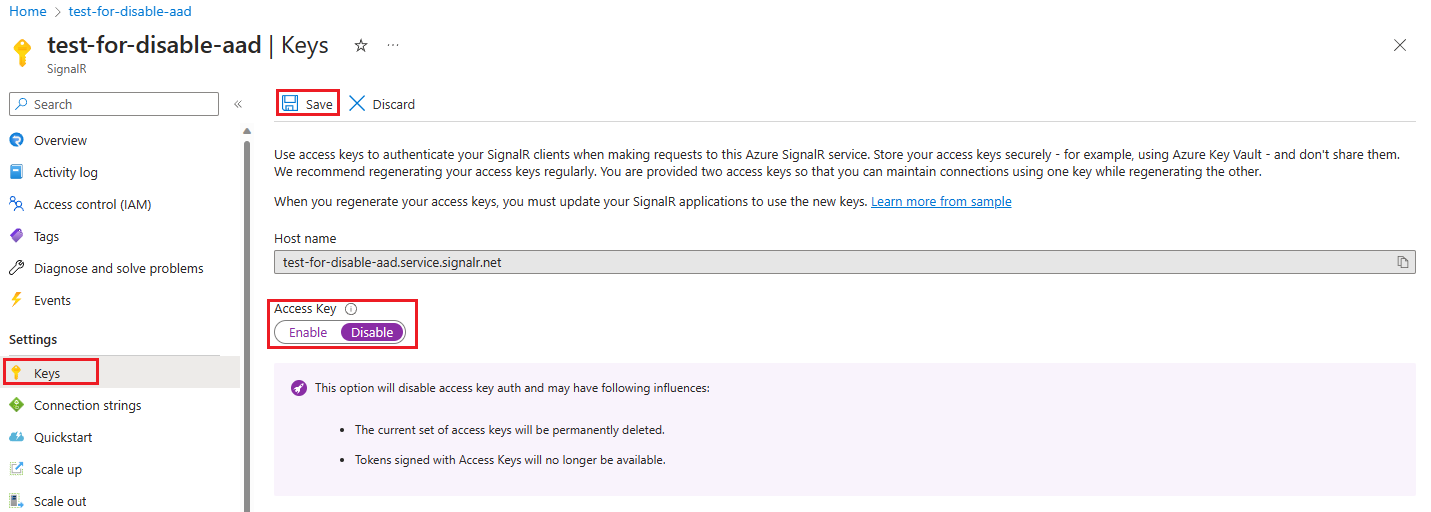 Home > test-for-disable-aad
test-for-disable-aad | Keys
SignalR
Search
Overview
Activity log
Access control (IAM)
Tags
Diagnose and solve problems
Events
Settings
Keys
Connection strings
Quickstart
Scale up
Scale out
Save Discard
Use access keys to authenticate your SignalR clients when making requests to this Azure SignalR service. Store your access keys securely - for example, using Azure Key Vault - and don't share them.
We recommend regenerating your access keys regularly. You are provided two access keys so that you can maintain connections using one key while regenerating the other.
When you regenerate your access keys, you must update your SignalR applications to use the new keys. Learn more from sample
Host name
test-for-disable-aad.service.signalr.net
Access Key
Enable Disable
This option will disable access key auth and may have following influences:
• The current set of access keys will be permanently deleted.
• Tokens signed with Access Keys will no longer be available.